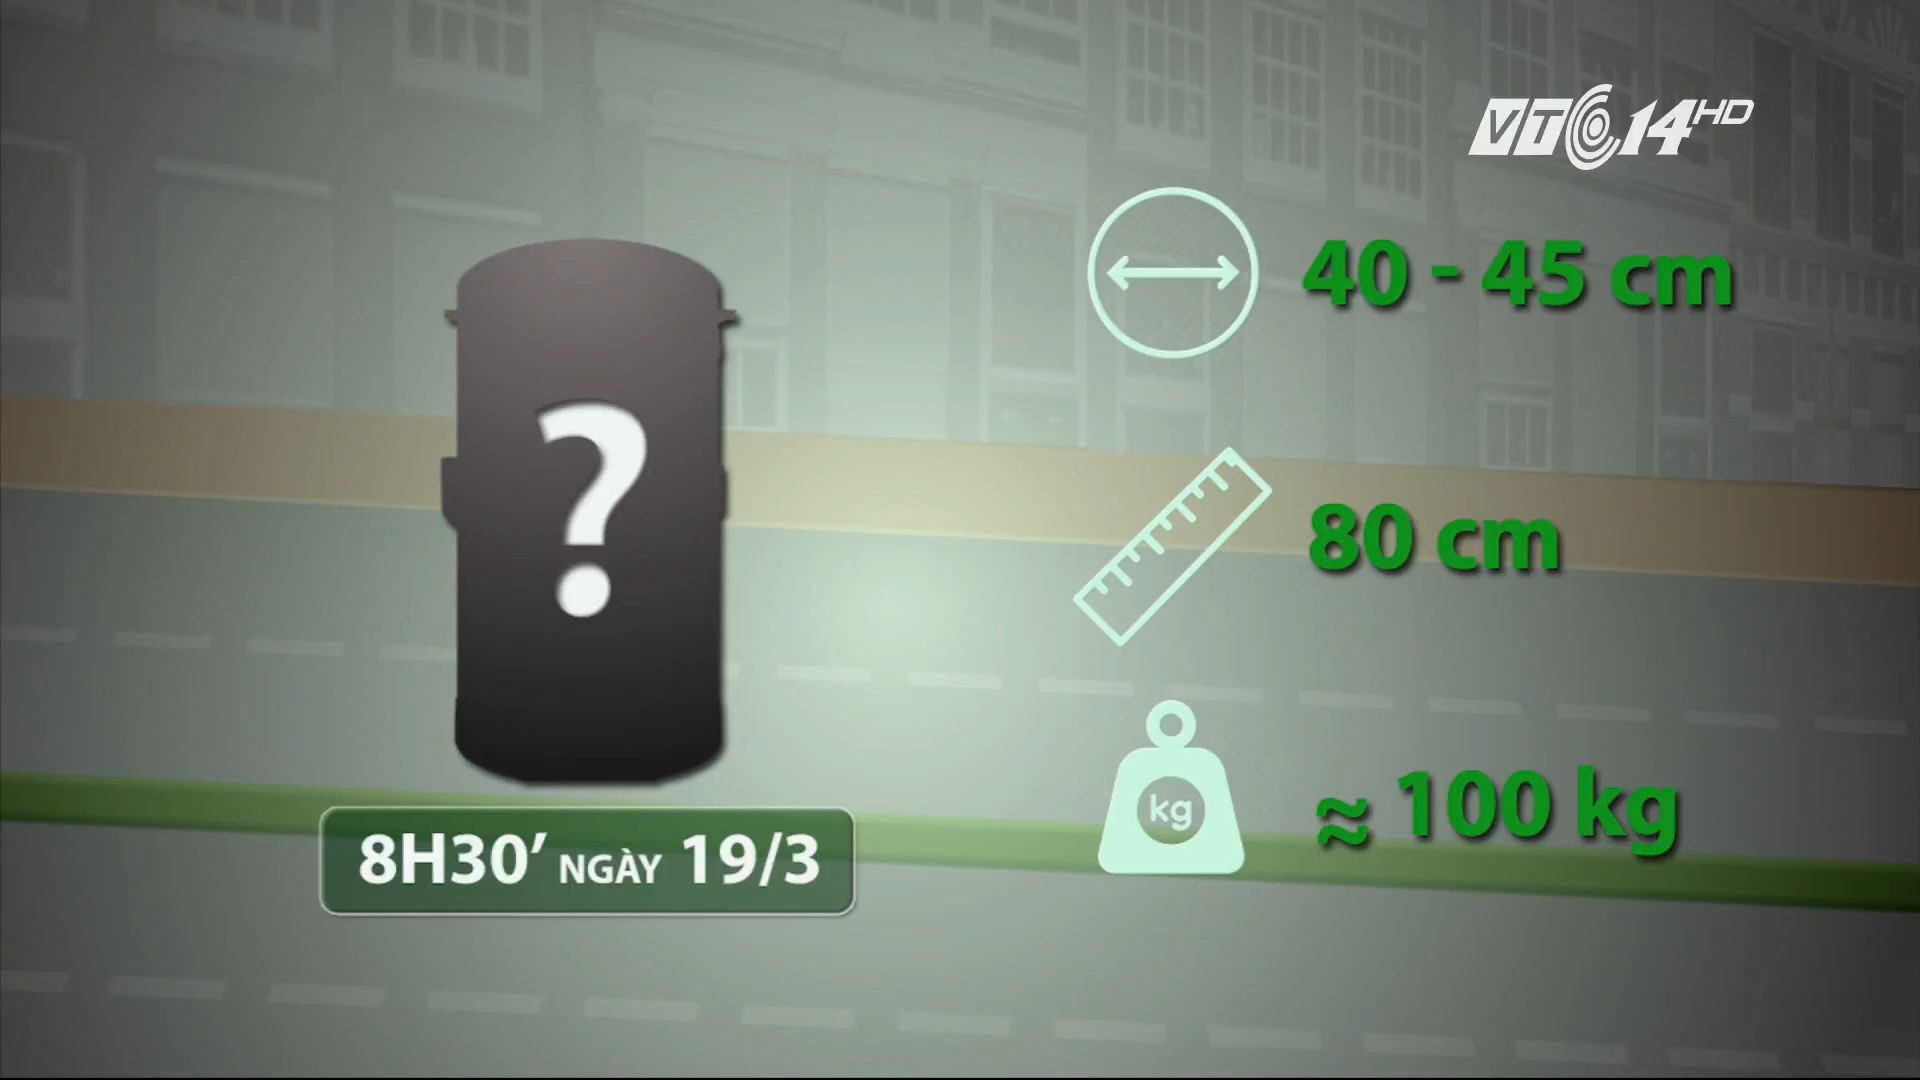 VTC14HD
40 - 45 cm
?
80 cm
kg
≈ 100 kg
8H30’ NGÀY 19/3